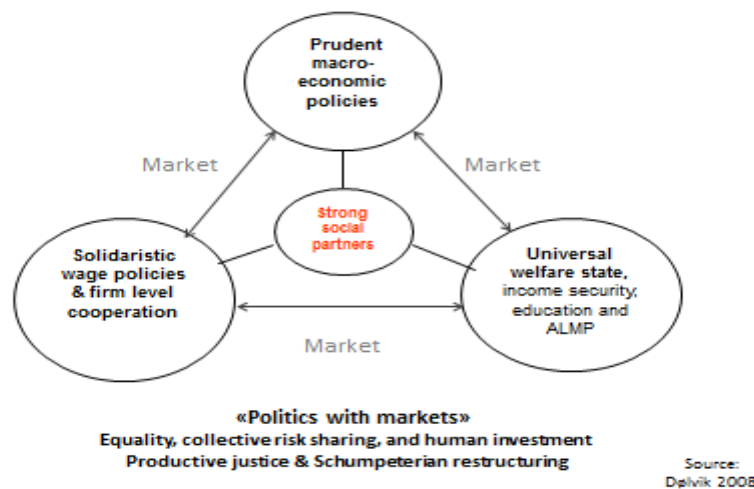 Prudent
macro-
economic
policies
Market
Market
Strong
social
partners
Solidaristic
wage policies
& firm level
cooperation
Universal
welfare state,
income security,
education and
ALMP
Market
«Politics with markets»
Equality, collective risk sharing, and human investment
Productive justice & Schumpeterian restructuring
Source:
Dølvik 2008